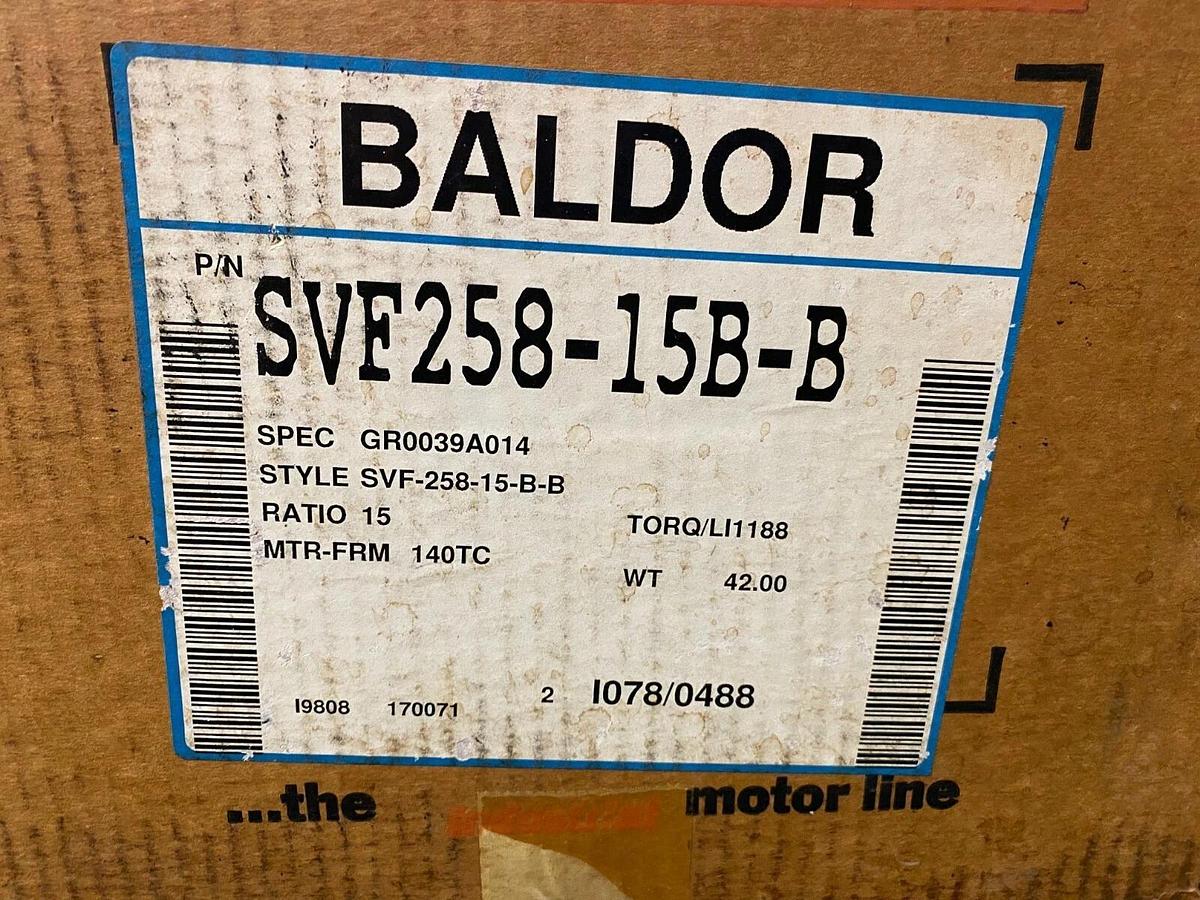 BALDOR
P/N SVF258-15B-B
SPEC GR0039A014
STYLE SVF-258-15-B-B
RATIO 15
TORQ/LI1188
MTR-FRM 140TC
WT 42.00
I9808 170071 2 I078/0488
...the motor line